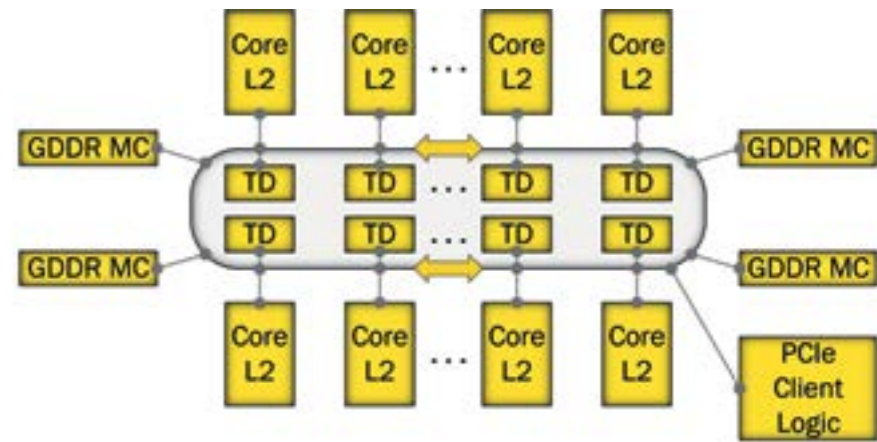 Core Core ... Core Core
L2 L2 L2 L2
GDDR MC GDDR MC
TD TD ... TD TD
TD TD ... TD TD
GDDR MC GDDR MC
Core Core ... Core Core
L2 L2 L2 L2
PCIe
Client
Logic